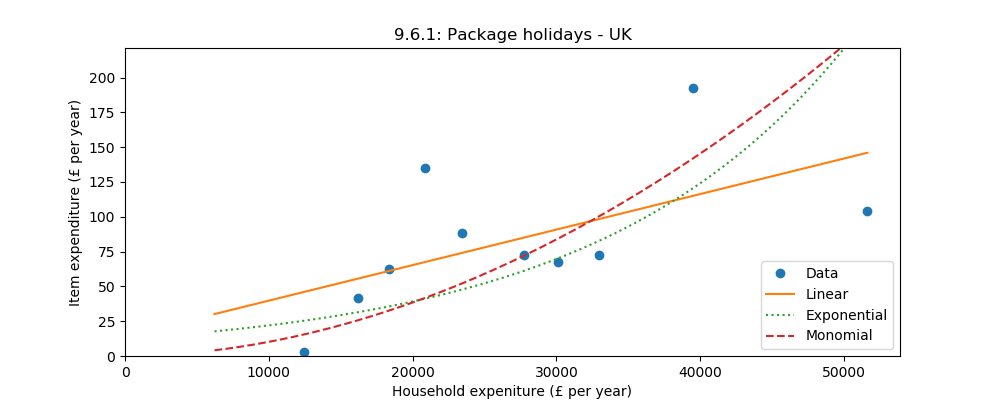 9.6.1: Package holidays - UK
Item expenditure (£ per year)
200
175
150
125
100
75
50
25
0
0 10000 20000 30000 40000 50000
Household expeniture (£ per year)
Data
Linear
Exponential
Monomial